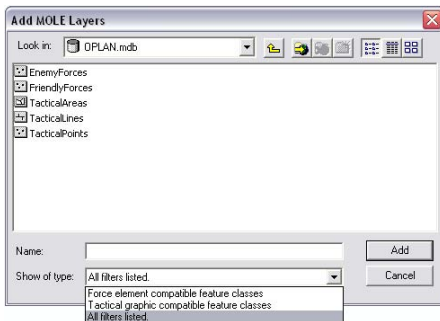 Add MOLE Layers
Look in: OPLAN.mdb
EnemyForces
FriendlyForces
TacticalAreas
TacticalLines
TacticalPoints
Name: Add
Show of type: All filters listed. Cancel
Force element compatible feature classes
Tactical graphic compatible feature classes
All filters listed.